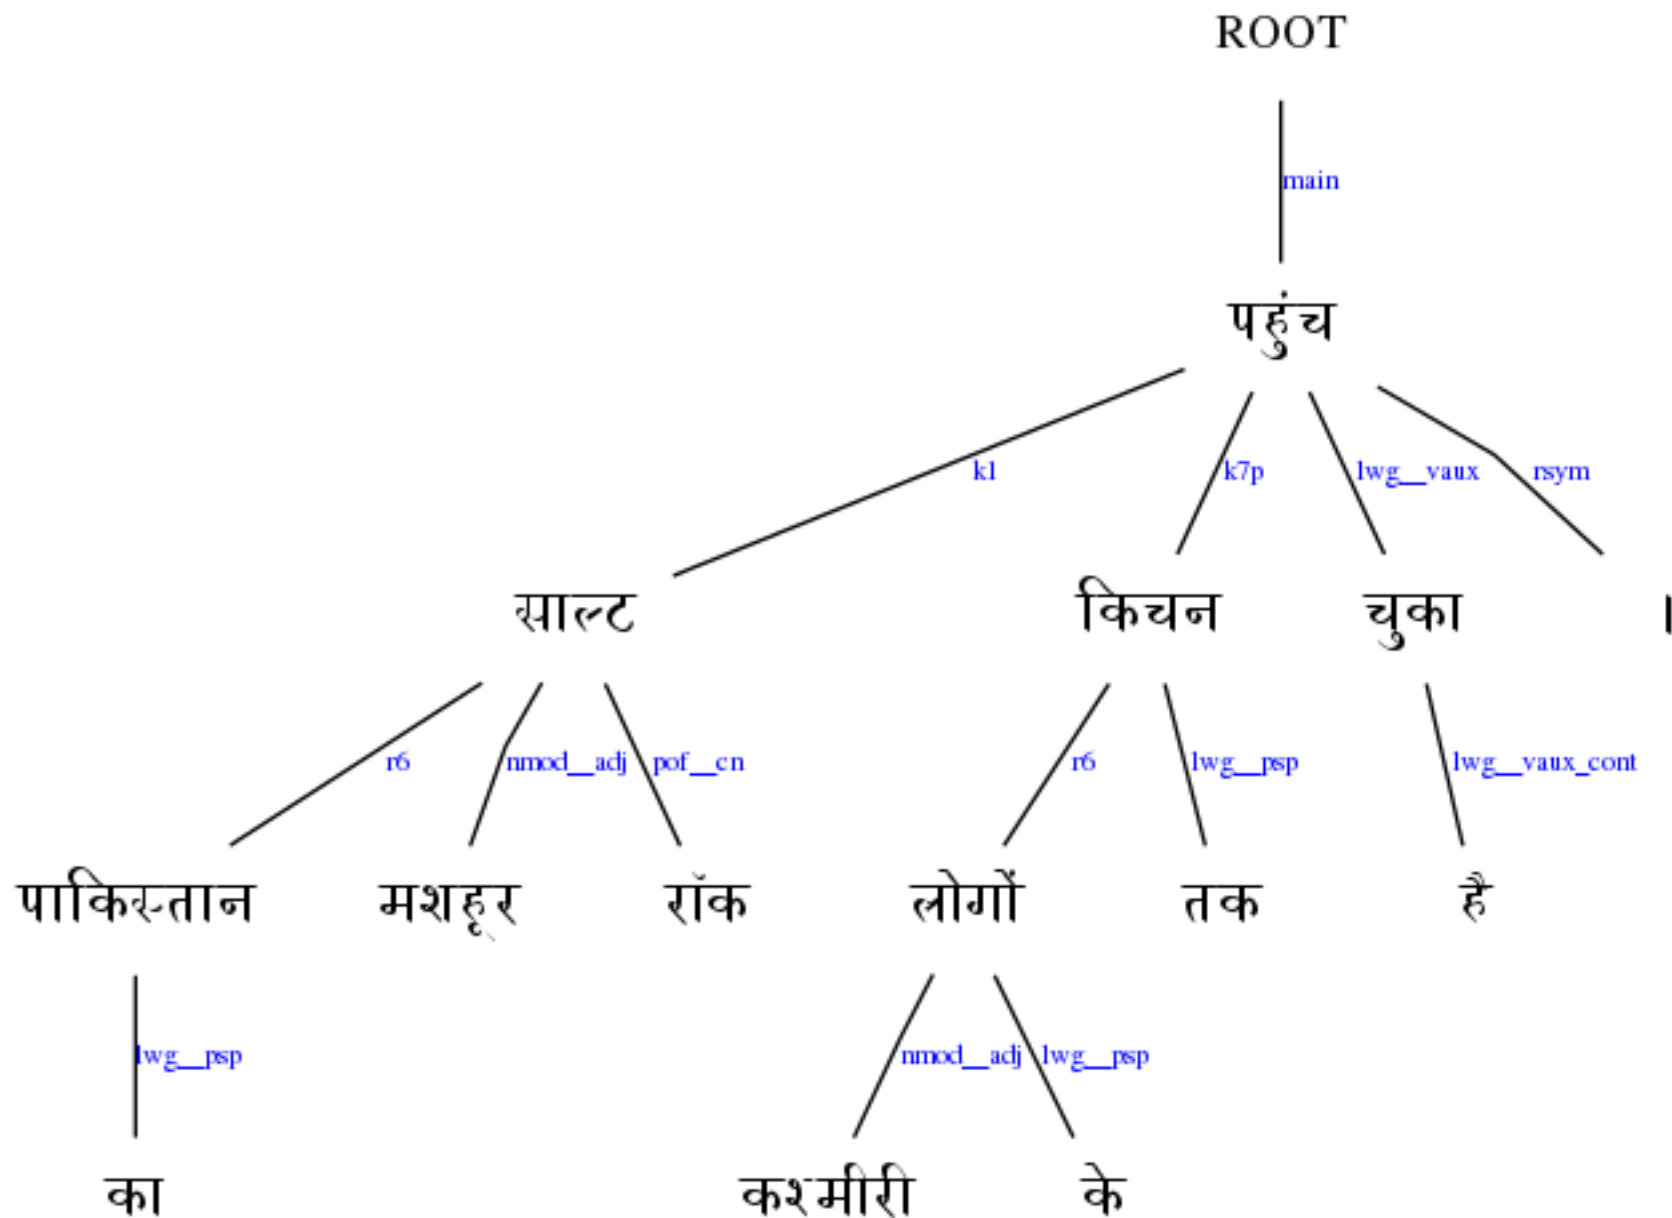 ROOT
main
पहुंच
k1 k7p lwg__vaux rsym
साल्ट किचन चुका ।
r6 nmod__adj pof__cn r6 lwg__psp lwg__vaux_cont
पाकिस्तान मशहूर रॉक लोगों तक है
lwg__psp nmod__adj lwg__psp
का कश्मीरी के